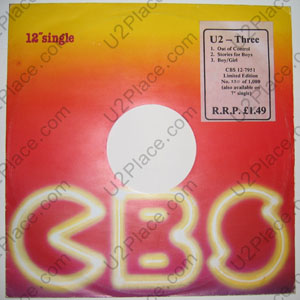 12" single
U2 – Three
1. Out of Control
2. Stories for Boys
3. Boy/Girl
CBS 12-7951
Limited Edition
No. of 1,000
(also available on
7" single)
R.R.P. £1.49
CBS
U2Place.com
U2Place.com
U2Place.com
U2Place.com
U2Place.com
U2Place.com
U2Place.com
U2Place.com